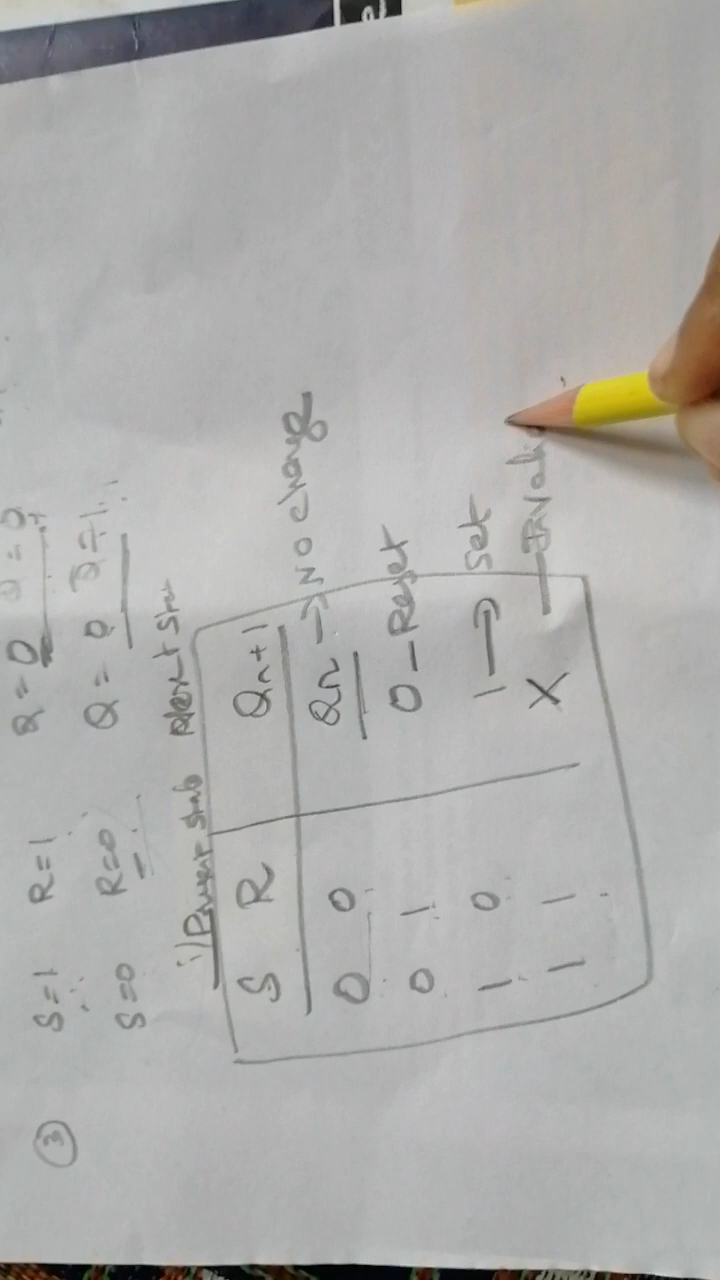 ③ S=1 R=1 Q=0 Q̅=0
S=0 R=0 Q=0 Q̅=1
i/Present state Next state
S R Qn+1
0 0 Qn → No change
0 1 0 - Reset
1 0 1 → Set
1 1 X — Invalid